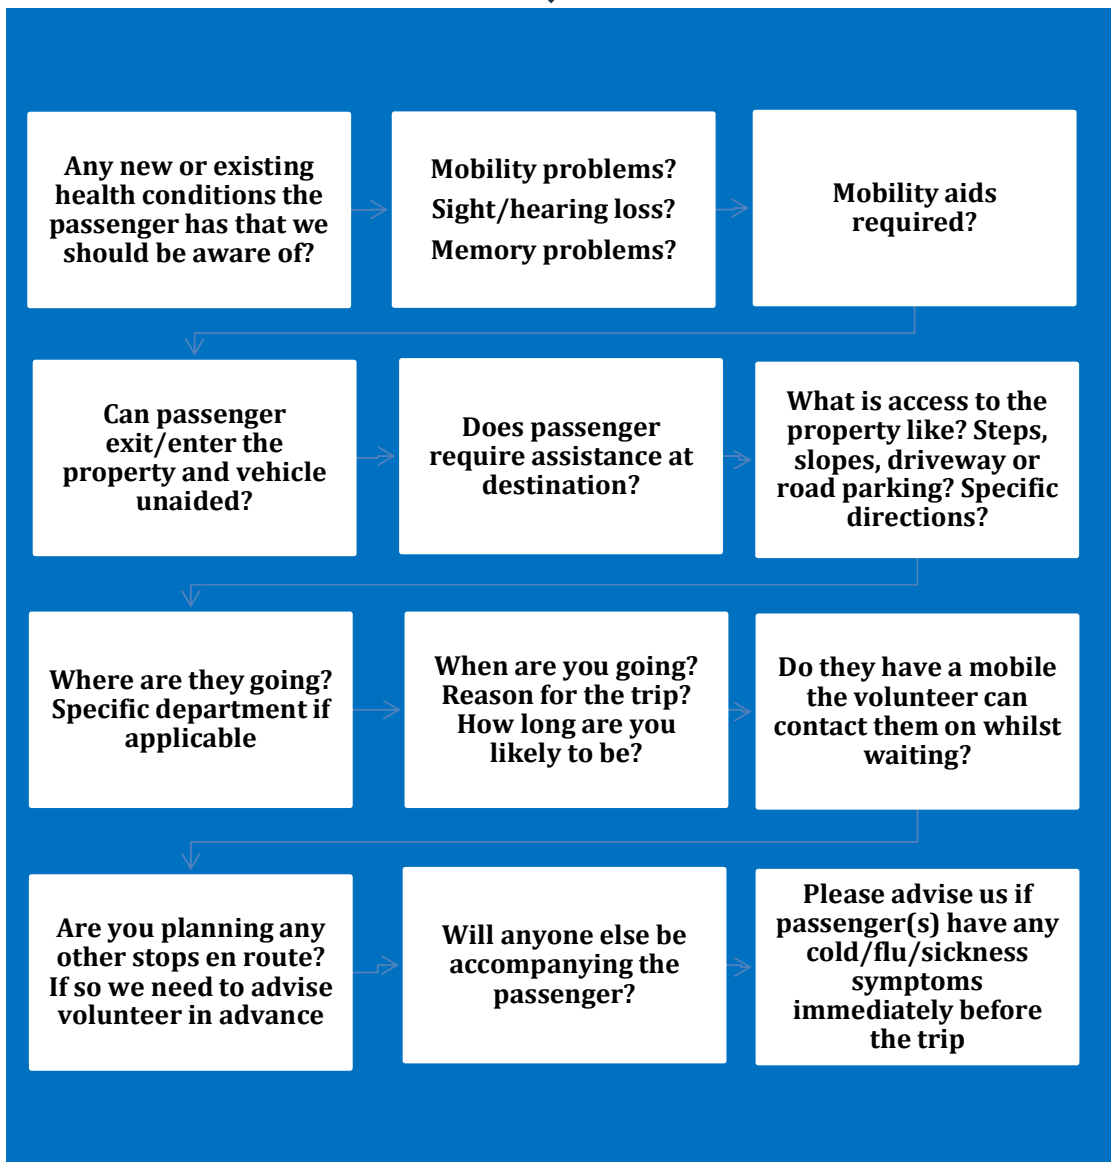 Any new or existing
health conditions the
passenger has that we
should be aware of?
Mobility problems?
Sight/hearing loss?
Memory problems?
Mobility aids
required?
Can passenger
exit/enter the
property and vehicle
unaided?
Does passenger
require assistance at
destination?
What is access to the
property like? Steps,
slopes, driveway or
road parking? Specific
directions?
Where are they going?
Specific department if
applicable
When are you going?
Reason for the trip?
How long are you
likely to be?
Do they have a mobile
the volunteer can
contact them on whilst
waiting?
Are you planning any
other stops en route?
If so we need to advise
volunteer in advance
Will anyone else be
accompanying the
passenger?
Please advise us if
passenger(s) have any
cold/flu/sickness
symptoms
immediately before
the trip